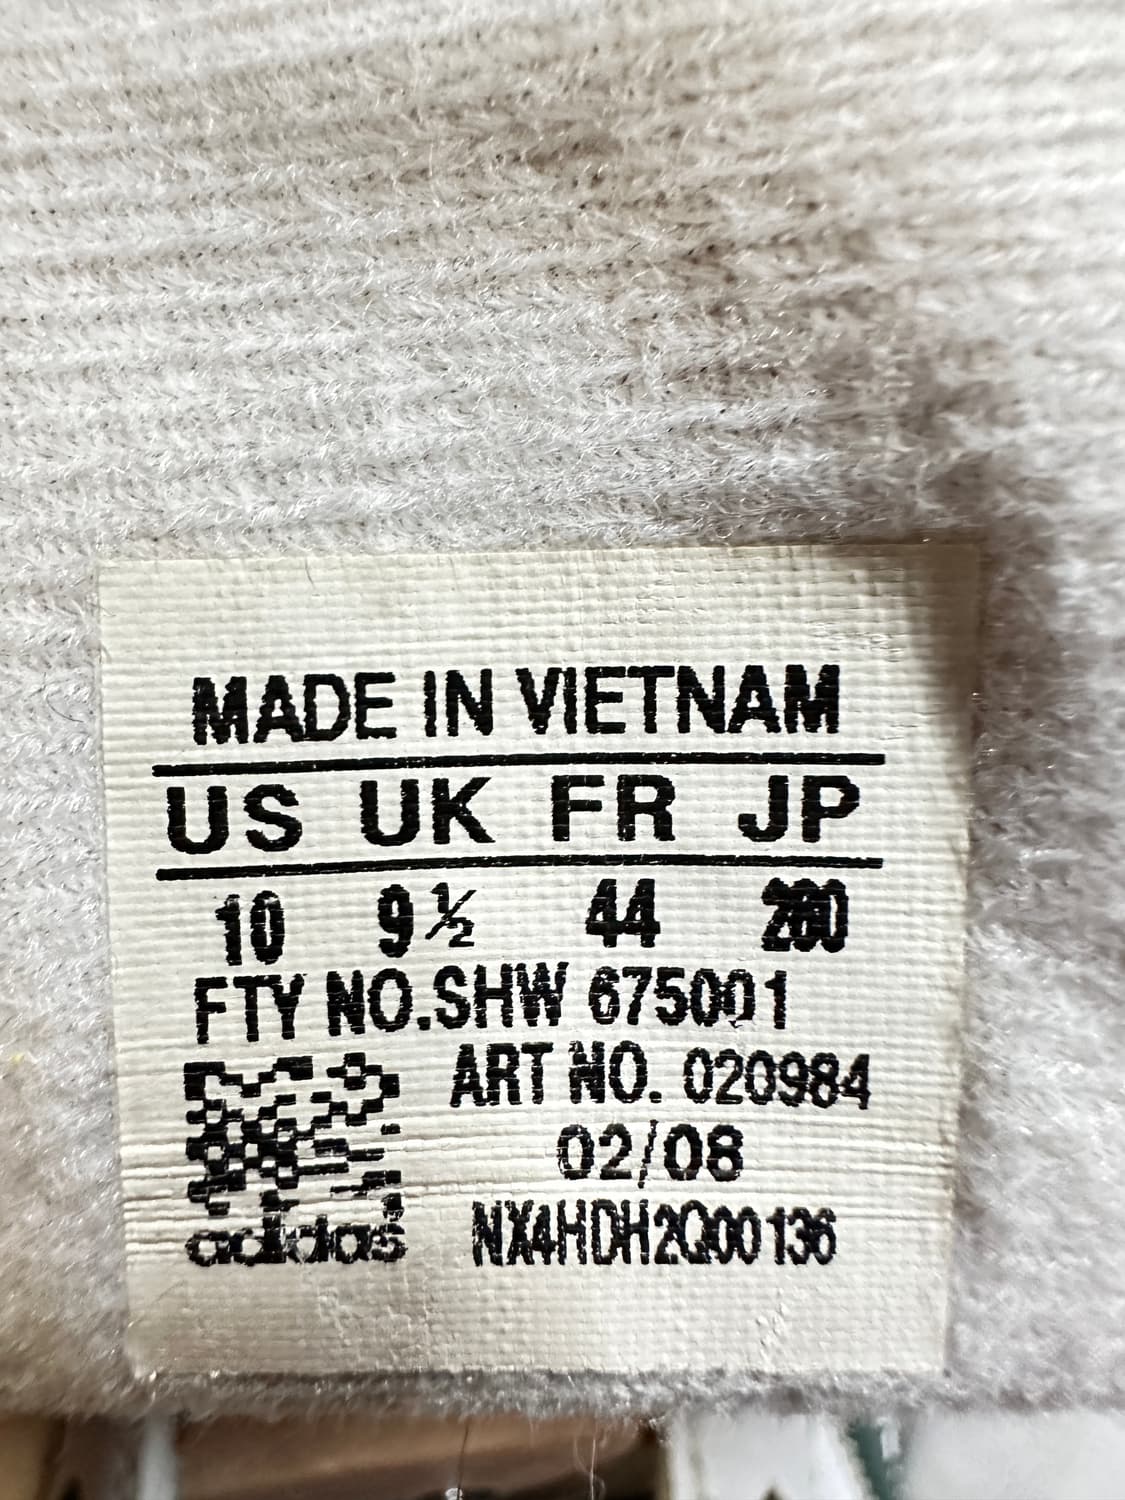 MADE IN VIETNAM
US UK FR JP
10 9½ 44 280
FTY NO.SHW 675001
ART NO. 020984
02/08
adidas NX4HDH2Q00136